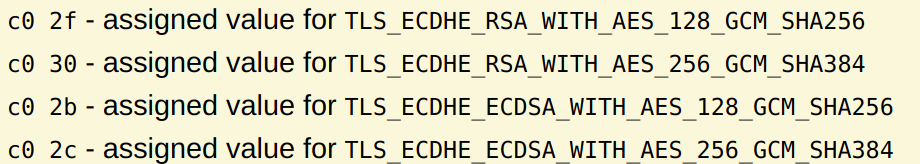 c0 2f - assigned value for TLS_ECDHE_RSA_WITH_AES_128_GCM_SHA256
c0 30 - assigned value for TLS_ECDHE_RSA_WITH_AES_256_GCM_SHA384
c0 2b - assigned value for TLS_ECDHE_ECDSA_WITH_AES_128_GCM_SHA256
c0 2c - assigned value for TLS_ECDHE_ECDSA_WITH_AES_256_GCM_SHA384